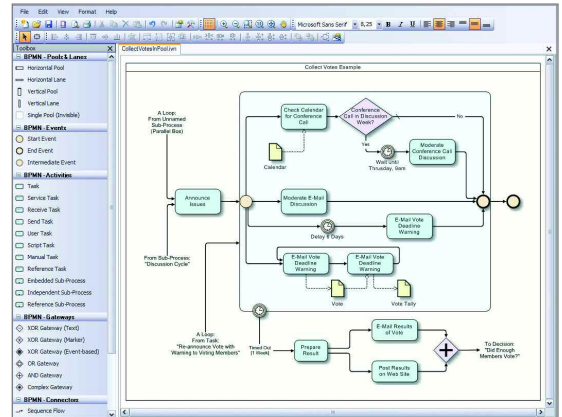 File Edit View Format Help
Microsoft Sans Serif 8,25 B I U
Toolbox
CollectVotesInPool.ivn
BPMN - Pools & Lanes
Horizontal Pool
Horizontal Lane
Vertical Pool
Vertical Lane
Single Pool (Invisible)
BPMN - Events
Start Event
End Event
Intermediate Event
BPMN - Activities
Task
Service Task
Receive Task
Send Task
User Task
Script Task
Manual Task
Reference Task
Embedded Sub-Process
Independent Sub-Process
Reference Sub-Process
BPMN - Gateways
XOR Gateway (Text)
XOR Gateway (Marker)
XOR Gateway (Event-based)
OR Gateway
AND Gateway
Complex Gateway
BPMN - Connectors
Sequence Flow
Collect Votes Example
A Loop:
From Unnamed
Sub-Process
(Parallel Box)
Check Calendar
for Conference
Call
Conference
Call in Discussion
Week?
No
Yes
Calendar
Wait until
Thrusday, 9am
Moderate
Conference Call
Discussion
Announce
Issues
Moderate E-Mail
Discussion
Delay 6 Days
E-Mail Vote
Deadline
Warning
From Sub-Process:
"Discussion Cycle"
E-Mail Vote
Deadline
Warning
E-Mail Vote
Deadline
Warning
Vote
Vote Tally
A Loop:
From Task:
"Re-announce Vote with
Warning to Voting Members"
Timed Out
(1 Week)
Prepare
Result
E-Mail Results
of Vote
Post Results
on Web Site
To Decision:
"Did Enough
Members Vote?"